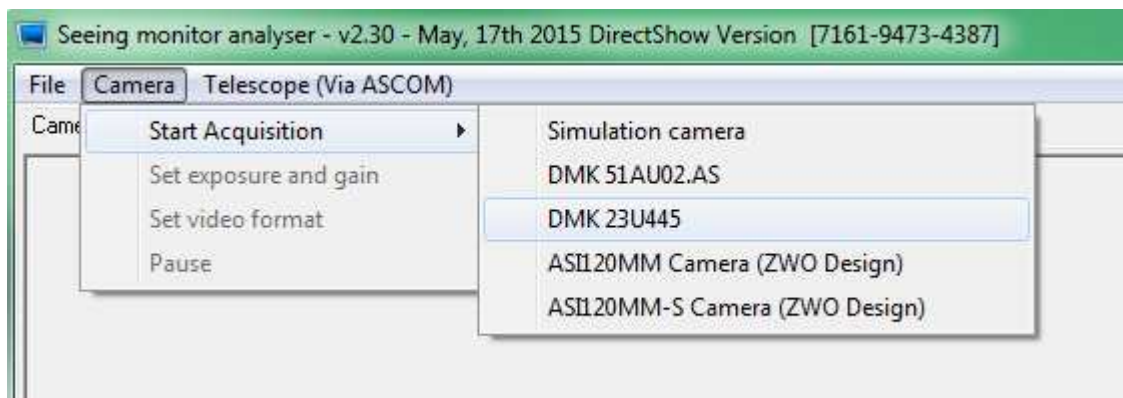 Seeing monitor analyser - v2.30 - May, 17th 2015 DirectShow Version [7161-9473-4387]
File Camera Telescope (Via ASCOM)
Came
Start Acquisition
Set exposure and gain
Set video format
Pause
Simulation camera
DMK 51AU02.AS
DMK 23U445
ASI120MM Camera (ZWO Design)
ASI120MM-S Camera (ZWO Design)